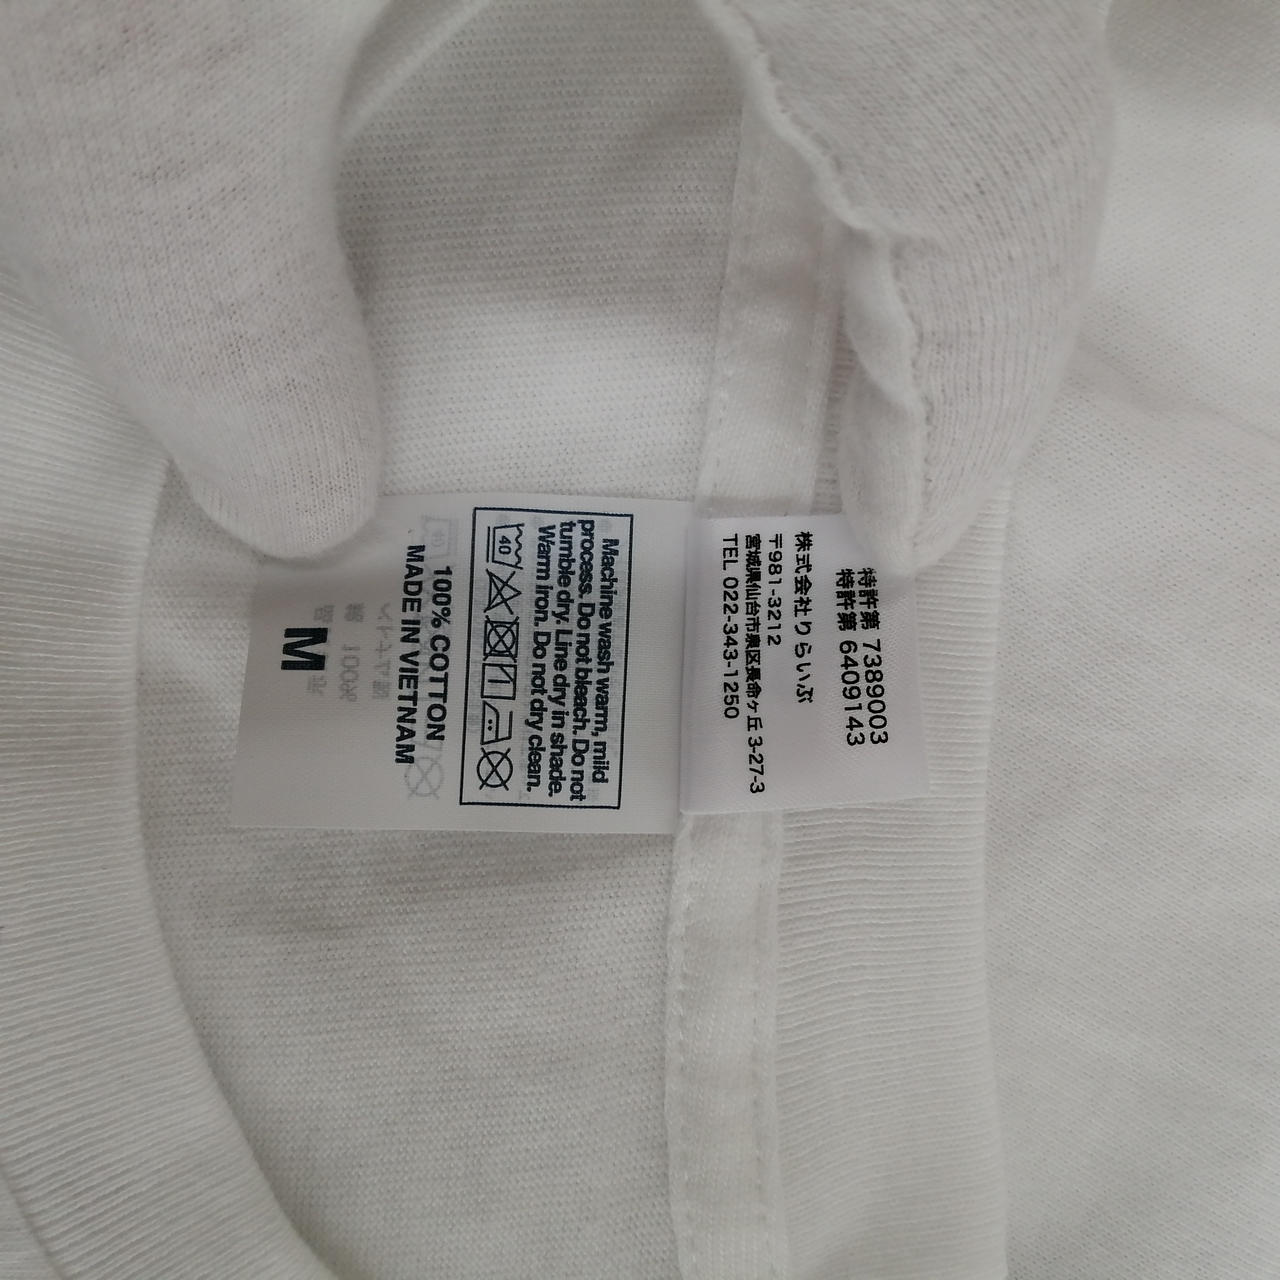 特許第 7389003
特許第 6409143
株式会社りらいぶ
〒981-3212
宮城県仙台市泉区長命ヶ丘 3-27-3
TEL 022-343-1250
Machine wash warm, mild
process. Do not bleach. Do not
tumble dry. Line dry in shade.
Warm iron. Do not dry clean.
40
100% COTTON
MADE IN VIETNAM
M